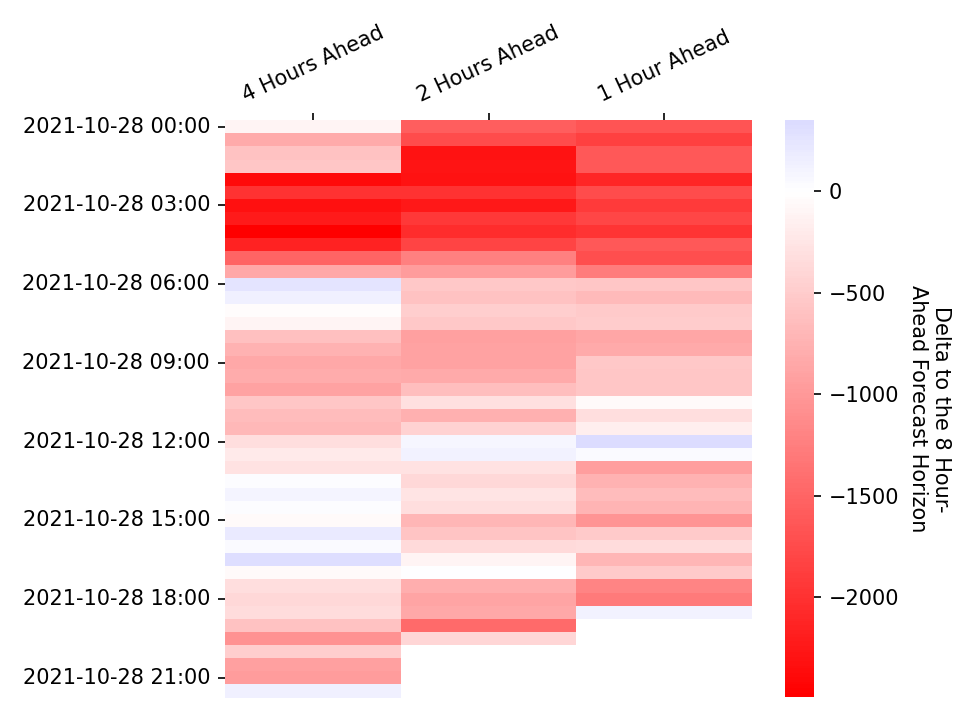 4 Hours Ahead
2 Hours Ahead
1 Hour Ahead
2021-10-28 00:00
2021-10-28 03:00
2021-10-28 06:00
2021-10-28 09:00
2021-10-28 12:00
2021-10-28 15:00
2021-10-28 18:00
2021-10-28 21:00
0
−500
−1000
−1500
−2000
Delta to the 8 Hour-
Ahead Forecast Horizon